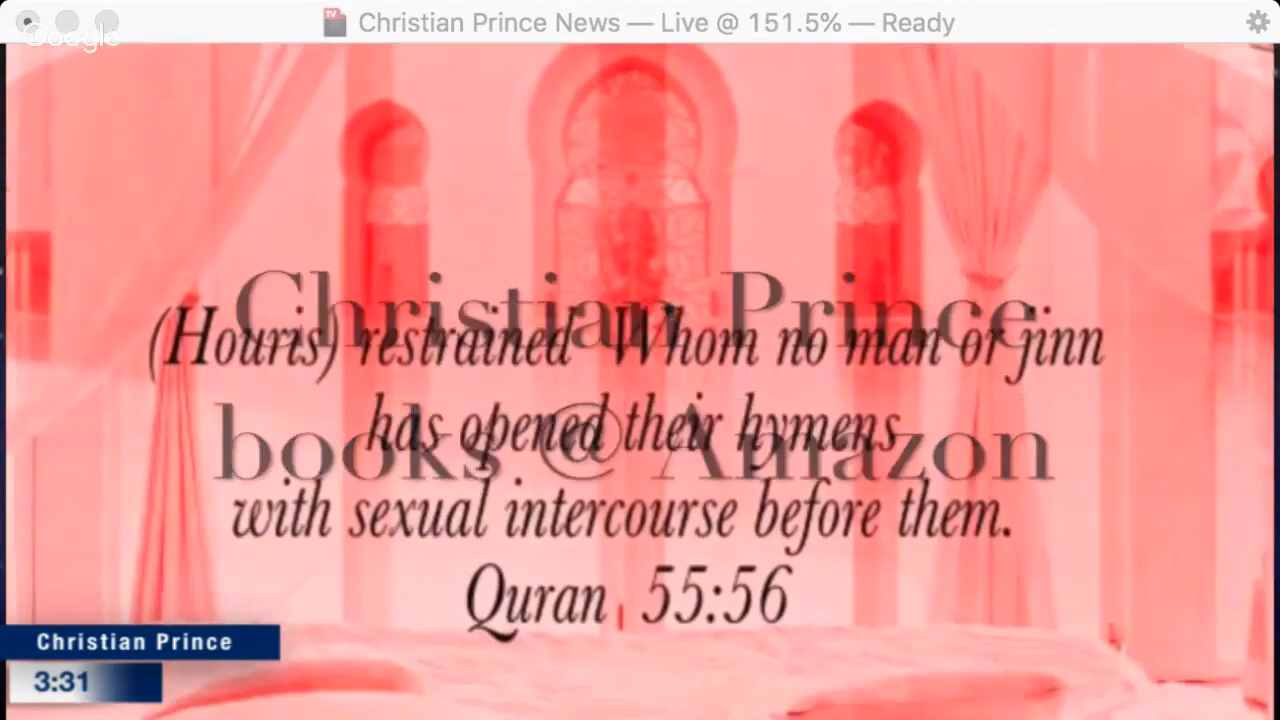 Christian Prince News — Live @ 151.5% — Ready
Google
Christian Prince
books @ Amazon
(Houris) restrained Whom no man or jinn
has opened their hymens
with sexual intercourse before them.
Quran 55:56
Christian Prince
3:31